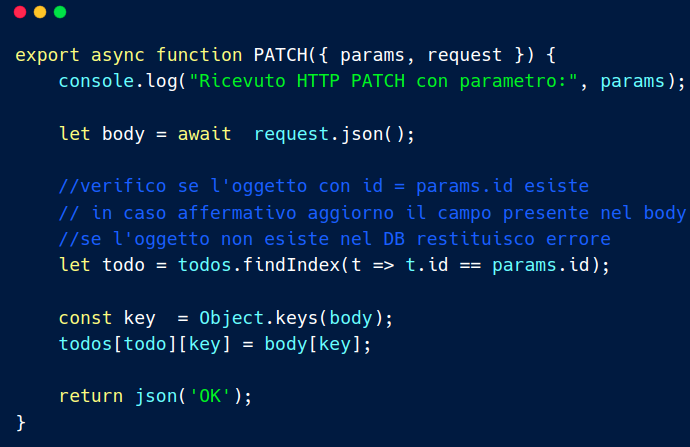 export async function PATCH({ params, request }) {
    console.log("Ricevuto HTTP PATCH con parametro:", params);
    let body = await  request.json();
    //verifico se l'oggetto con id = params.id esiste
    // in caso affermativo aggiorno il campo presente nel body
    //se l'oggetto non esiste nel DB restituisco errore
    let todo = todos.findIndex(t => t.id == params.id);
    const key  = Object.keys(body);
    todos[todo][key] = body[key];
    return json('OK');
}